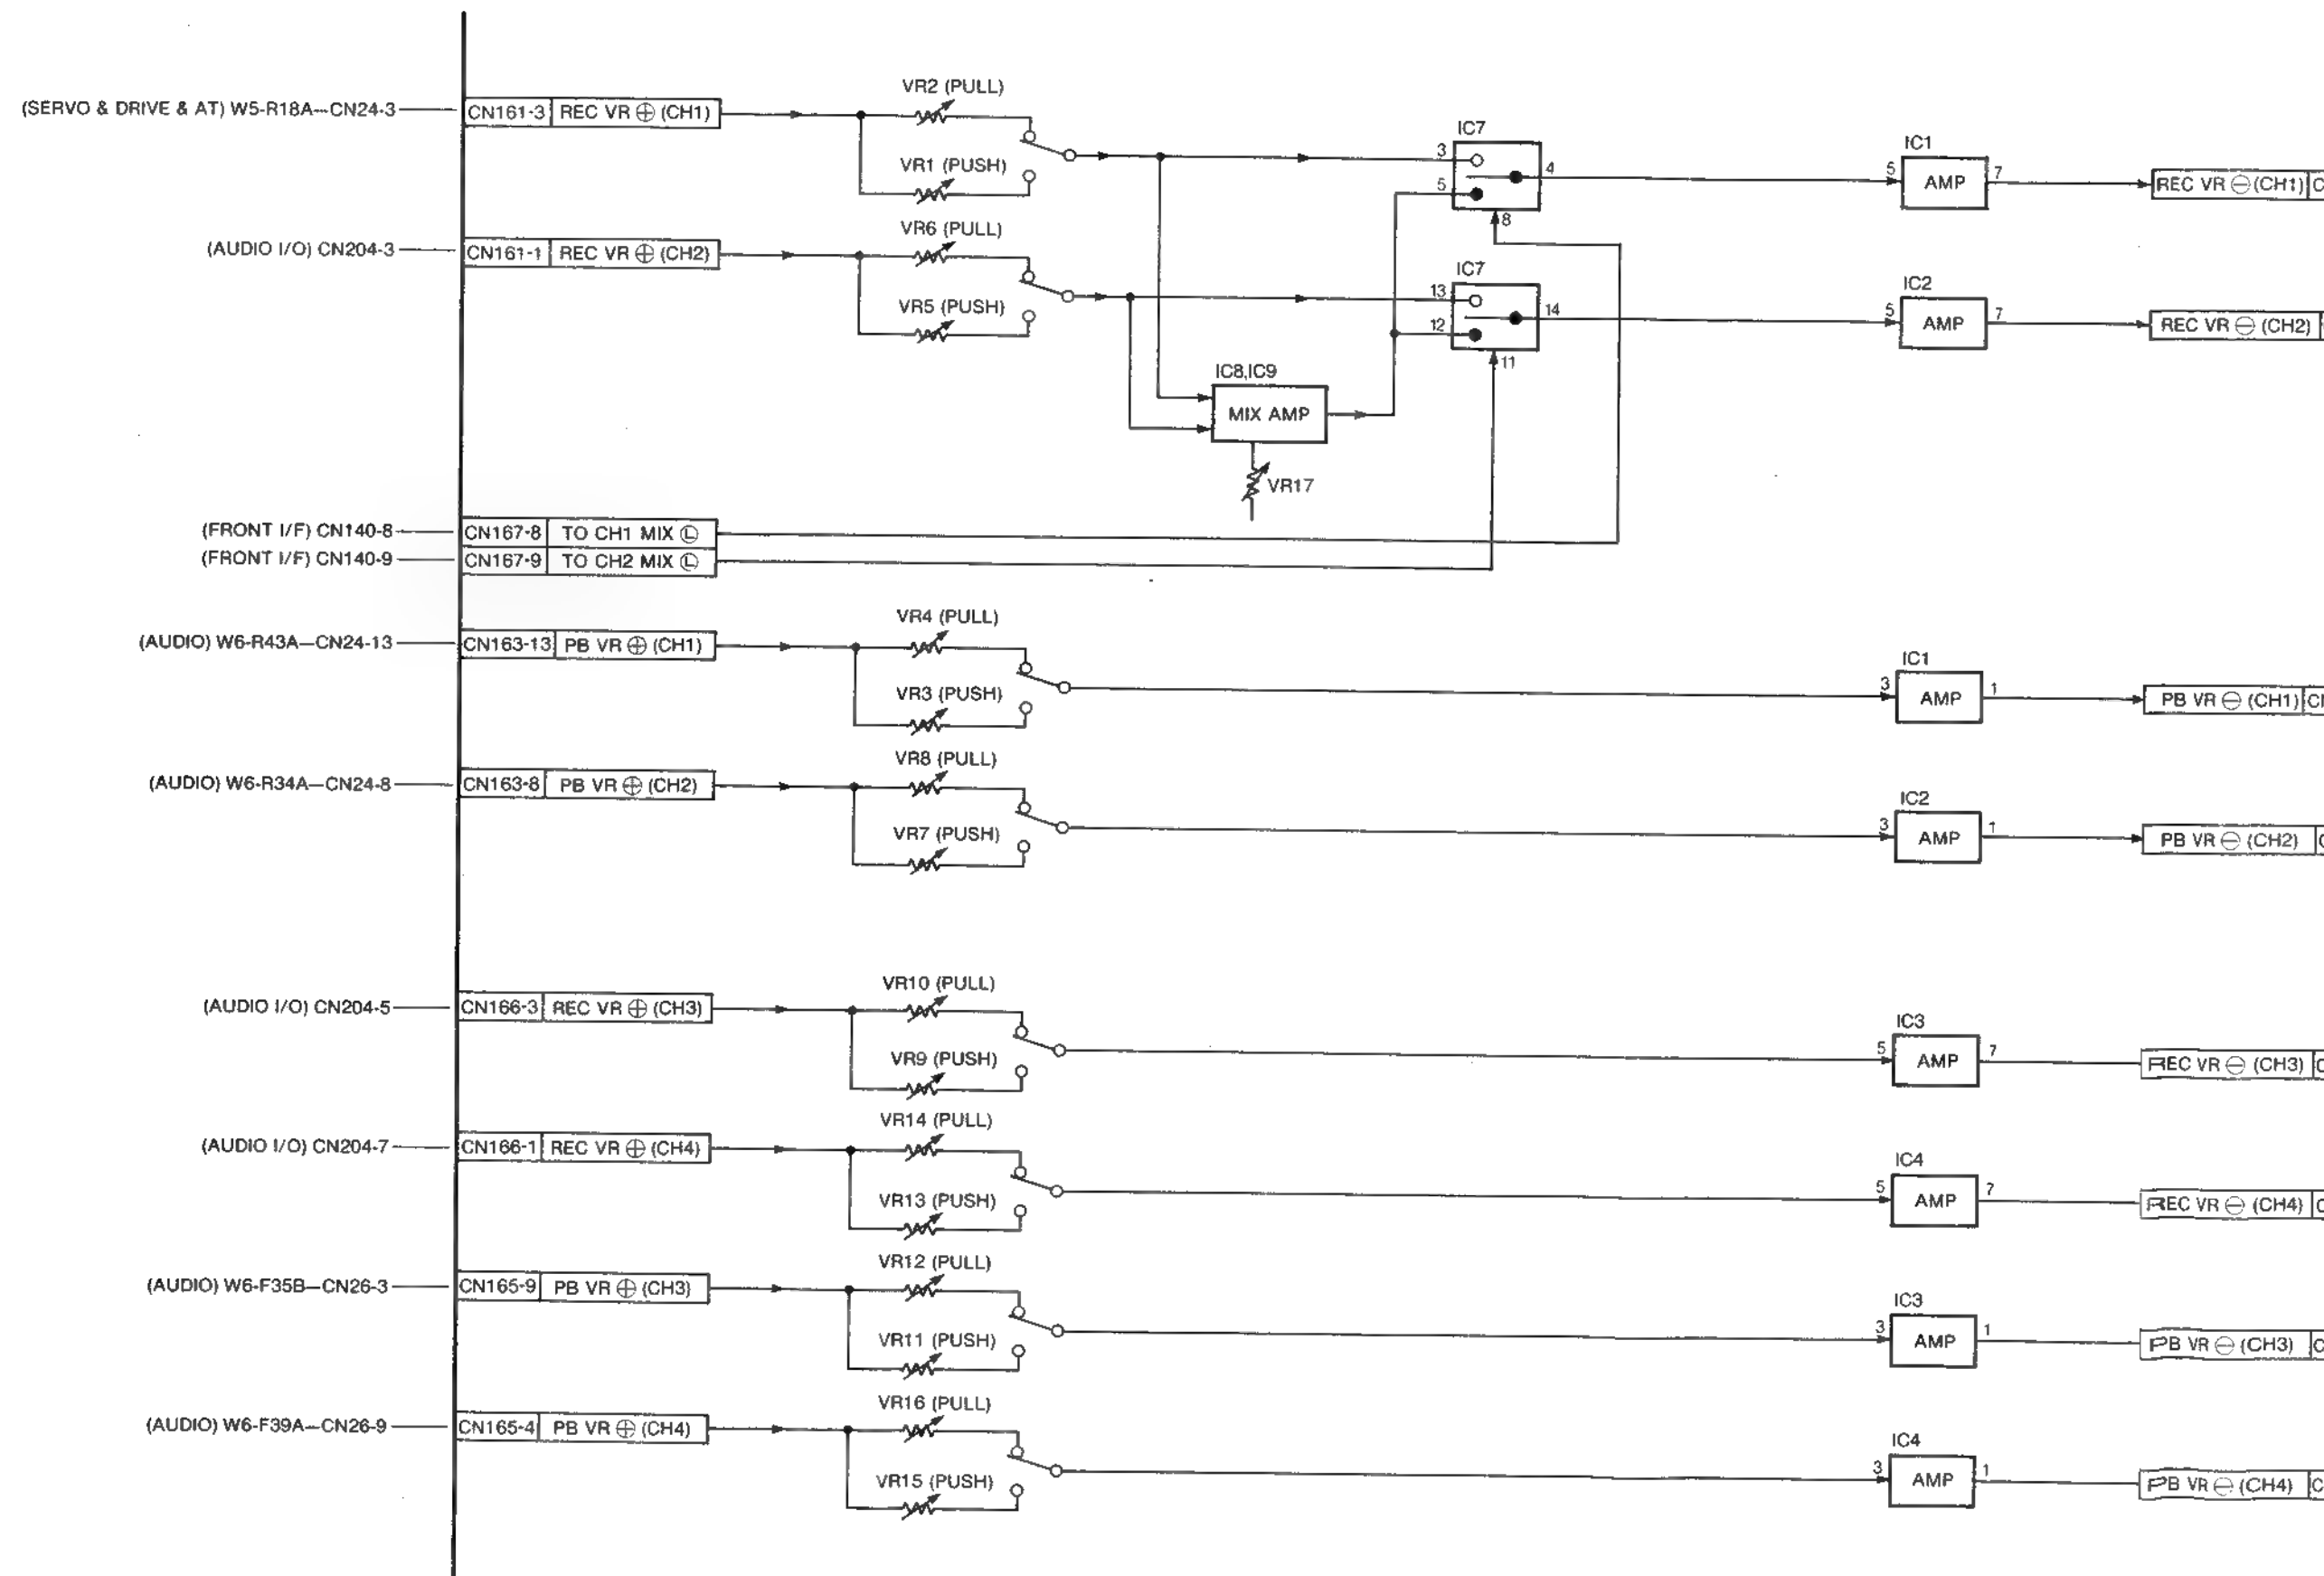 VR2 (PULL)
(SERVO & DRIVE & AT) W5-R18A—CN24-3
CN161-3 REC VR ⊕ (CH1)
VR1 (PUSH)
IC7
3
5
4
8
IC1
5
AMP
7
REC VR ⊖ (CH1)
VR6 (PULL)
(AUDIO I/O) CN204-3
CN161-1 REC VR ⊕ (CH2)
VR5 (PUSH)
IC7
13
12
14
11
IC2
5
AMP
7
REC VR ⊖ (CH2)
IC8,IC9
MIX AMP
VR17
(FRONT I/F) CN140-8
CN167-8 TO CH1 MIX Ⓛ
(FRONT I/F) CN140-9
CN167-9 TO CH2 MIX Ⓛ
VR4 (PULL)
(AUDIO) W6-R43A—CN24-13
CN163-13 PB VR ⊕ (CH1)
VR3 (PUSH)
IC1
3
AMP
1
PB VR ⊖ (CH1)
VR8 (PULL)
(AUDIO) W6-R34A—CN24-8
CN163-8 PB VR ⊕ (CH2)
VR7 (PUSH)
IC2
3
AMP
1
PB VR ⊖ (CH2)
VR10 (PULL)
(AUDIO I/O) CN204-5
CN166-3 REC VR ⊕ (CH3)
VR9 (PUSH)
IC3
5
AMP
7
REC VR ⊖ (CH3)
VR14 (PULL)
(AUDIO I/O) CN204-7
CN166-1 REC VR ⊕ (CH4)
VR13 (PUSH)
IC4
5
AMP
7
REC VR ⊖ (CH4)
VR12 (PULL)
(AUDIO) W6-F35B—CN26-3
CN165-9 PB VR ⊕ (CH3)
VR11 (PUSH)
IC3
3
AMP
1
PB VR ⊖ (CH3)
VR16 (PULL)
(AUDIO) W6-F39A—CN26-9
CN165-4 PB VR ⊕ (CH4)
VR15 (PUSH)
IC4
3
AMP
1
PB VR ⊖ (CH4)